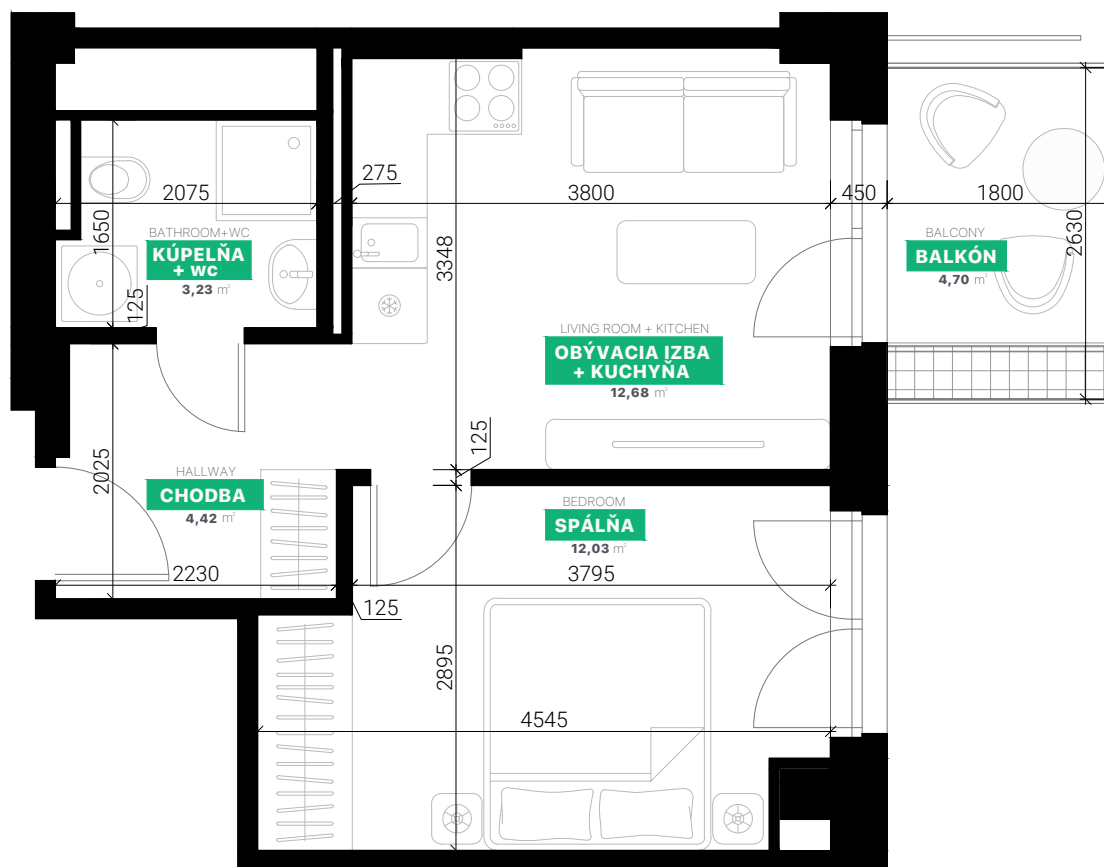 275
2075
3800
450
1800
1650
BATHROOM+WC
KÚPEĽŇA
+ WC
3,23 m²
125
3348
2630
BALCONY
BALKÓN
4,70 m²
LIVING ROOM + KITCHEN
OBÝVACIA IZBA
+ KUCHYŇA
12,68 m²
125
2025
HALLWAY
CHODBA
4,42 m²
BEDROOM
SPÁLŇA
12,03 m²
2230
3795
125
2895
4545